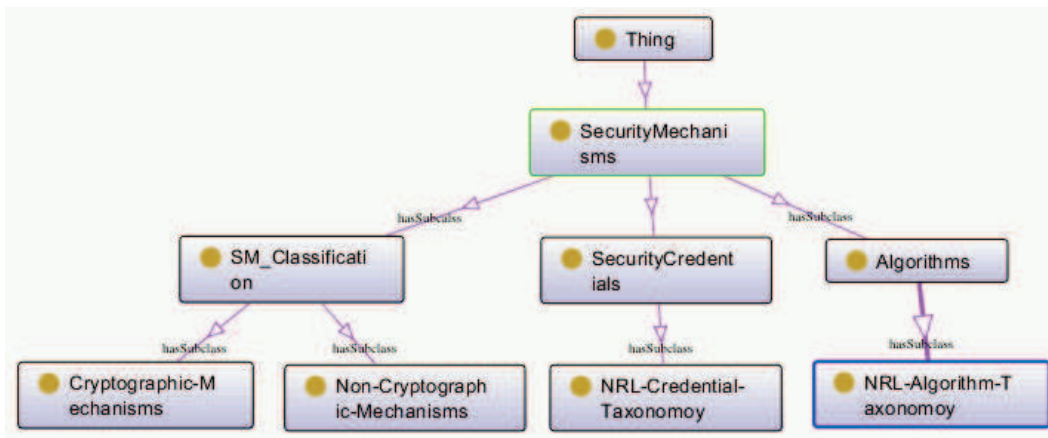 Thing
SecurityMechani
sms
hasSubcalss
hasSubclass
SM_Classificati
on
SecurityCredent
ials
Algorithms
hasSubclass
hasSubclass
hasSubclass
hasSubclass
Cryptographic-M
echanisms
Non-Cryptograph
ic-Mechanisms
NRL-Credential-
Taxonomoy
NRL-Algorithm-T
axonomoy